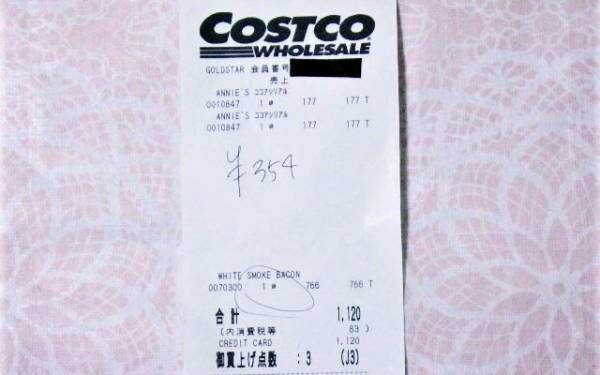 COSTCO
WHOLESALE
GOLDSTAR 会員番号
売上
ANNIE'S ココアシリアル
0010847 1 # 177 177 T
ANNIE'S ココアシリアル
0010847 1 # 177 177 T
¥354
WHITE SMOKE BACON
0070300 1 # 766 766 T
合計 1,120
(内消費税等 83)
CREDIT CARD 1,120
御買上げ点数 : 3 (J3)